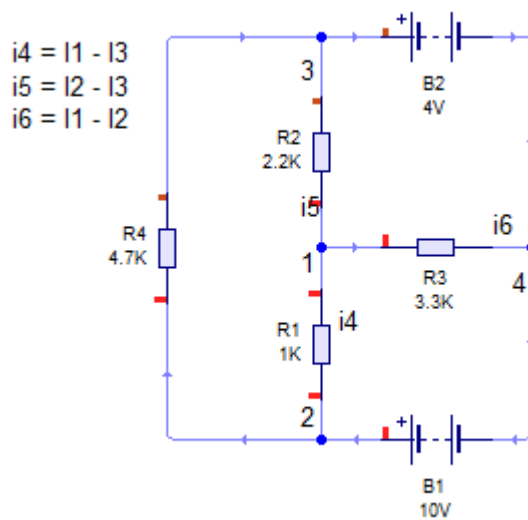 i4 = I1 - I3
i5 = I2 - I3
i6 = I1 - I2
+
3
B2
4V
R2
2.2K
i5
R4
4.7K
1
i6
R3
3.3K
4
R1
1K
i4
2
+
B1
10V